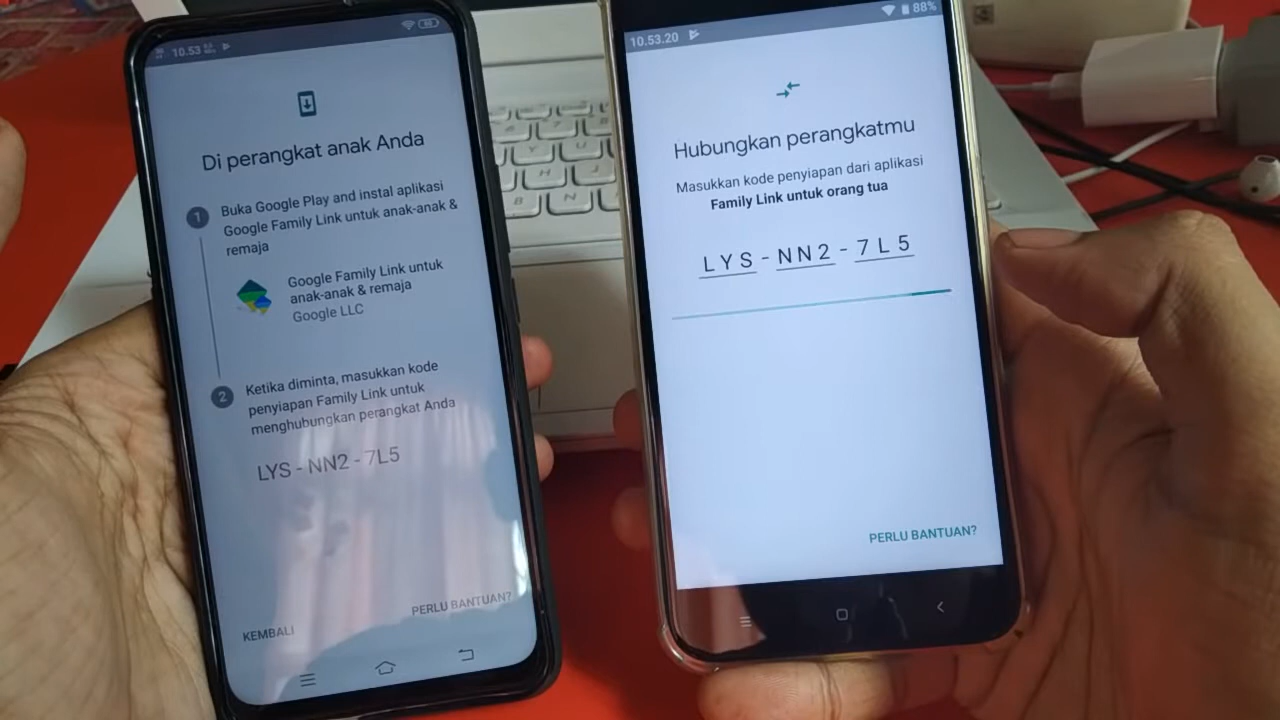 10.53
Di perangkat anak Anda
1
Buka Google Play and instal aplikasi
Google Family Link untuk anak-anak &
remaja
Google Family Link untuk
anak-anak & remaja
Google LLC
2
Ketika diminta, masukkan kode
penyiapan Family Link untuk
menghubungkan perangkat Anda
LYS - NN2 - 7L5
PERLU BANTUAN?
KEMBALI
10.53.20
88%
Hubungkan perangkatmu
Masukkan kode penyiapan dari aplikasi
Family Link untuk orang tua
LYS - NN2 - 7L5
PERLU BANTUAN?